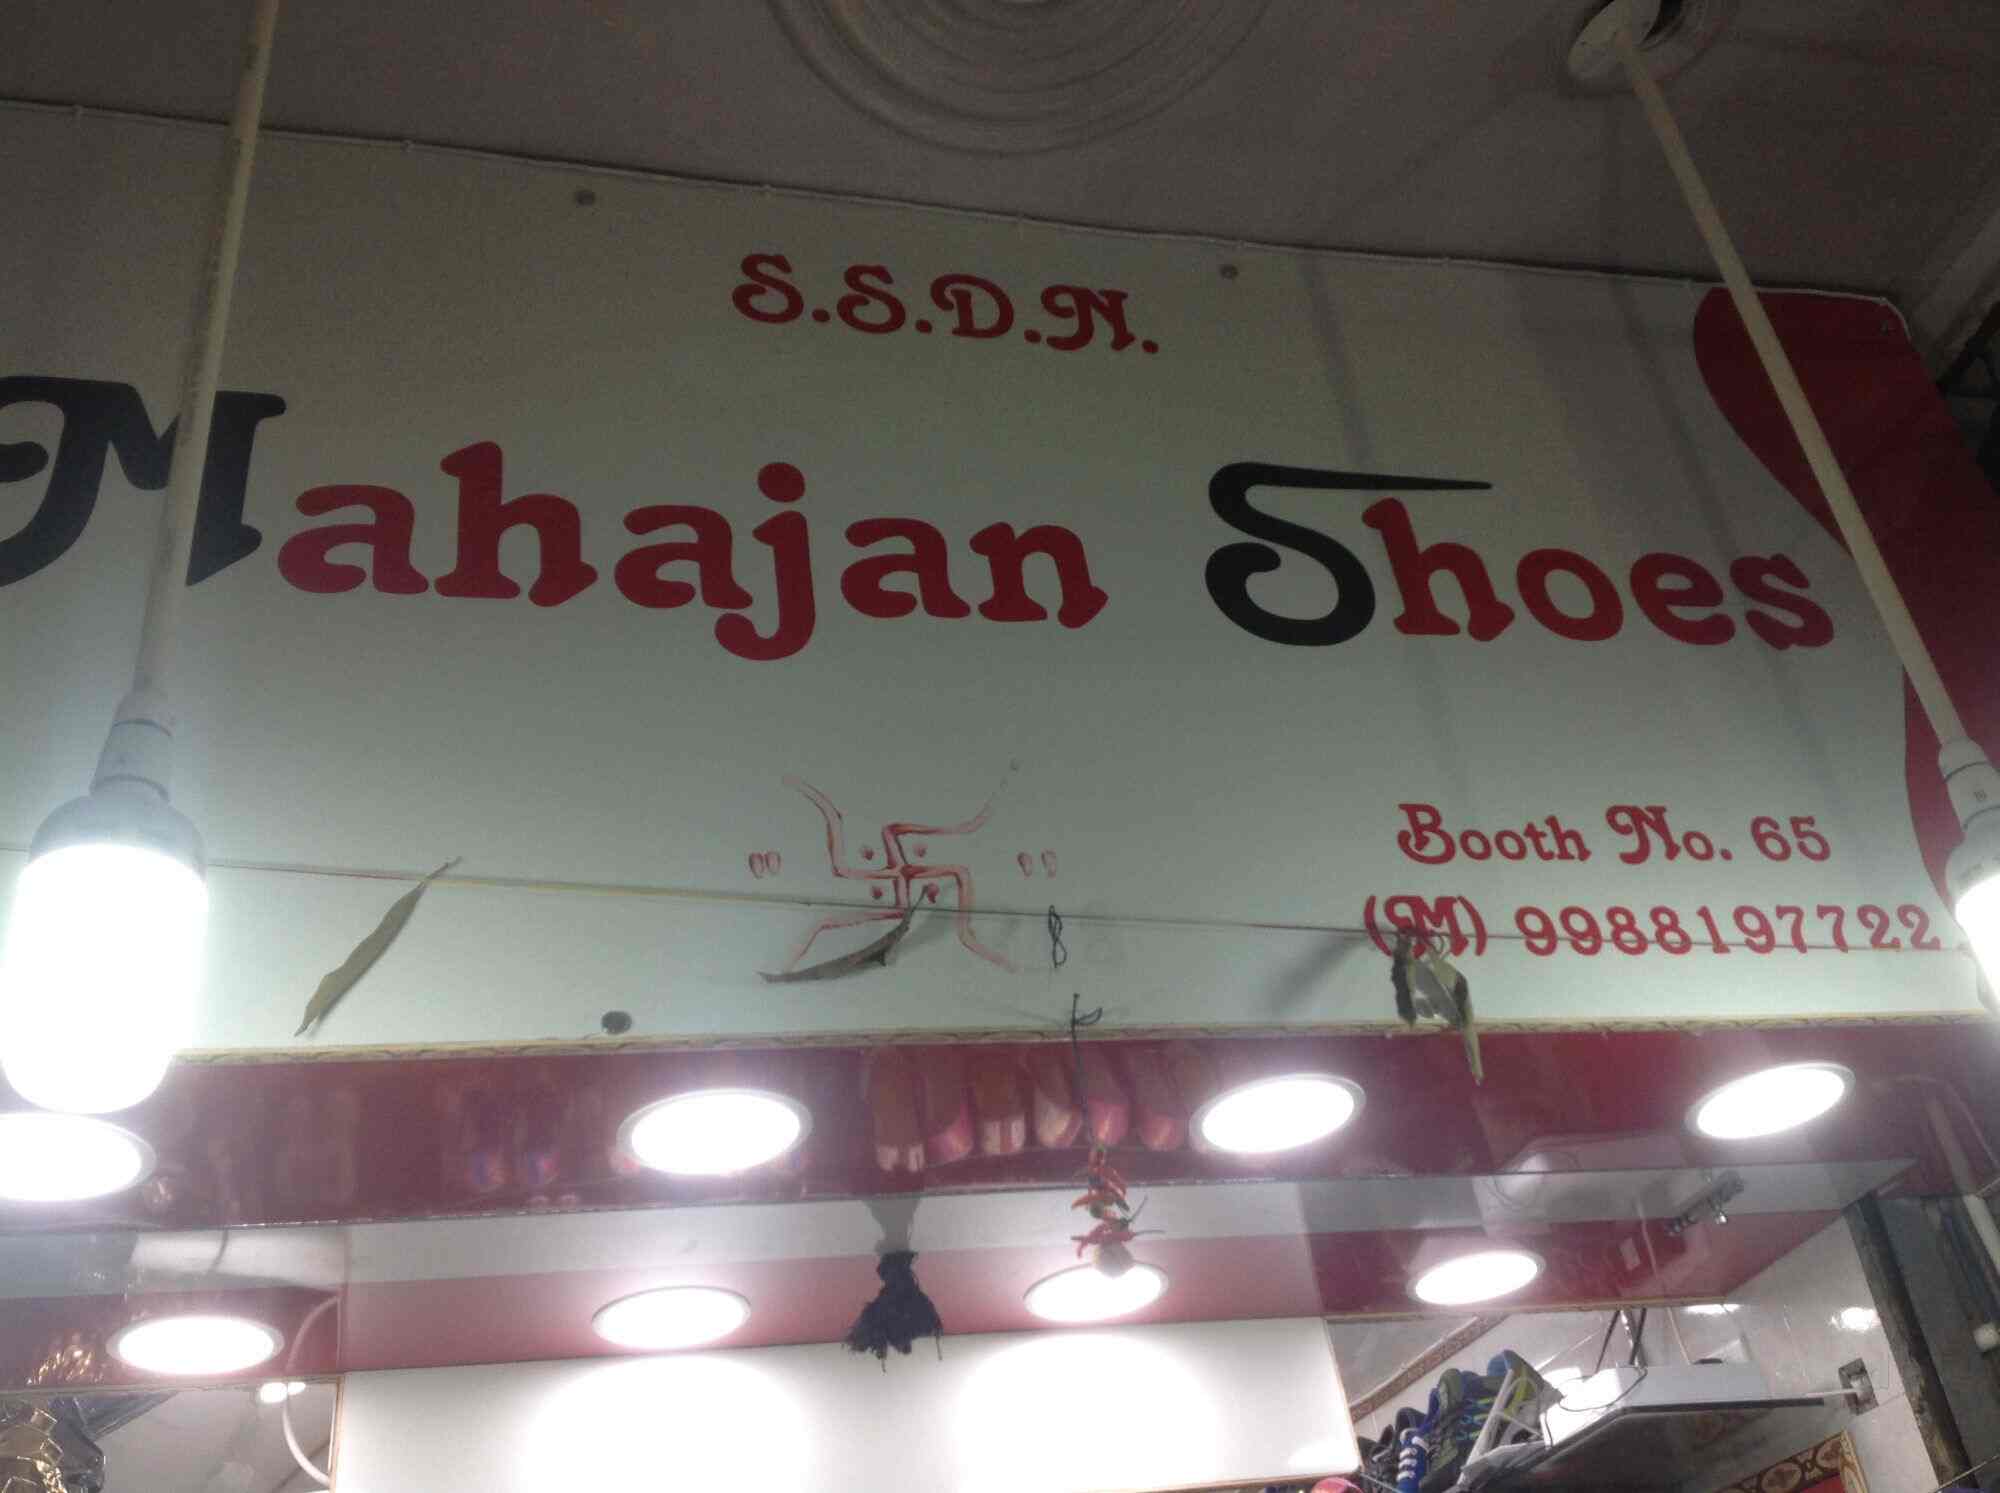 S.S.D.N.
Mahajan Shoes
Booth No. 65
(M) 9988197722